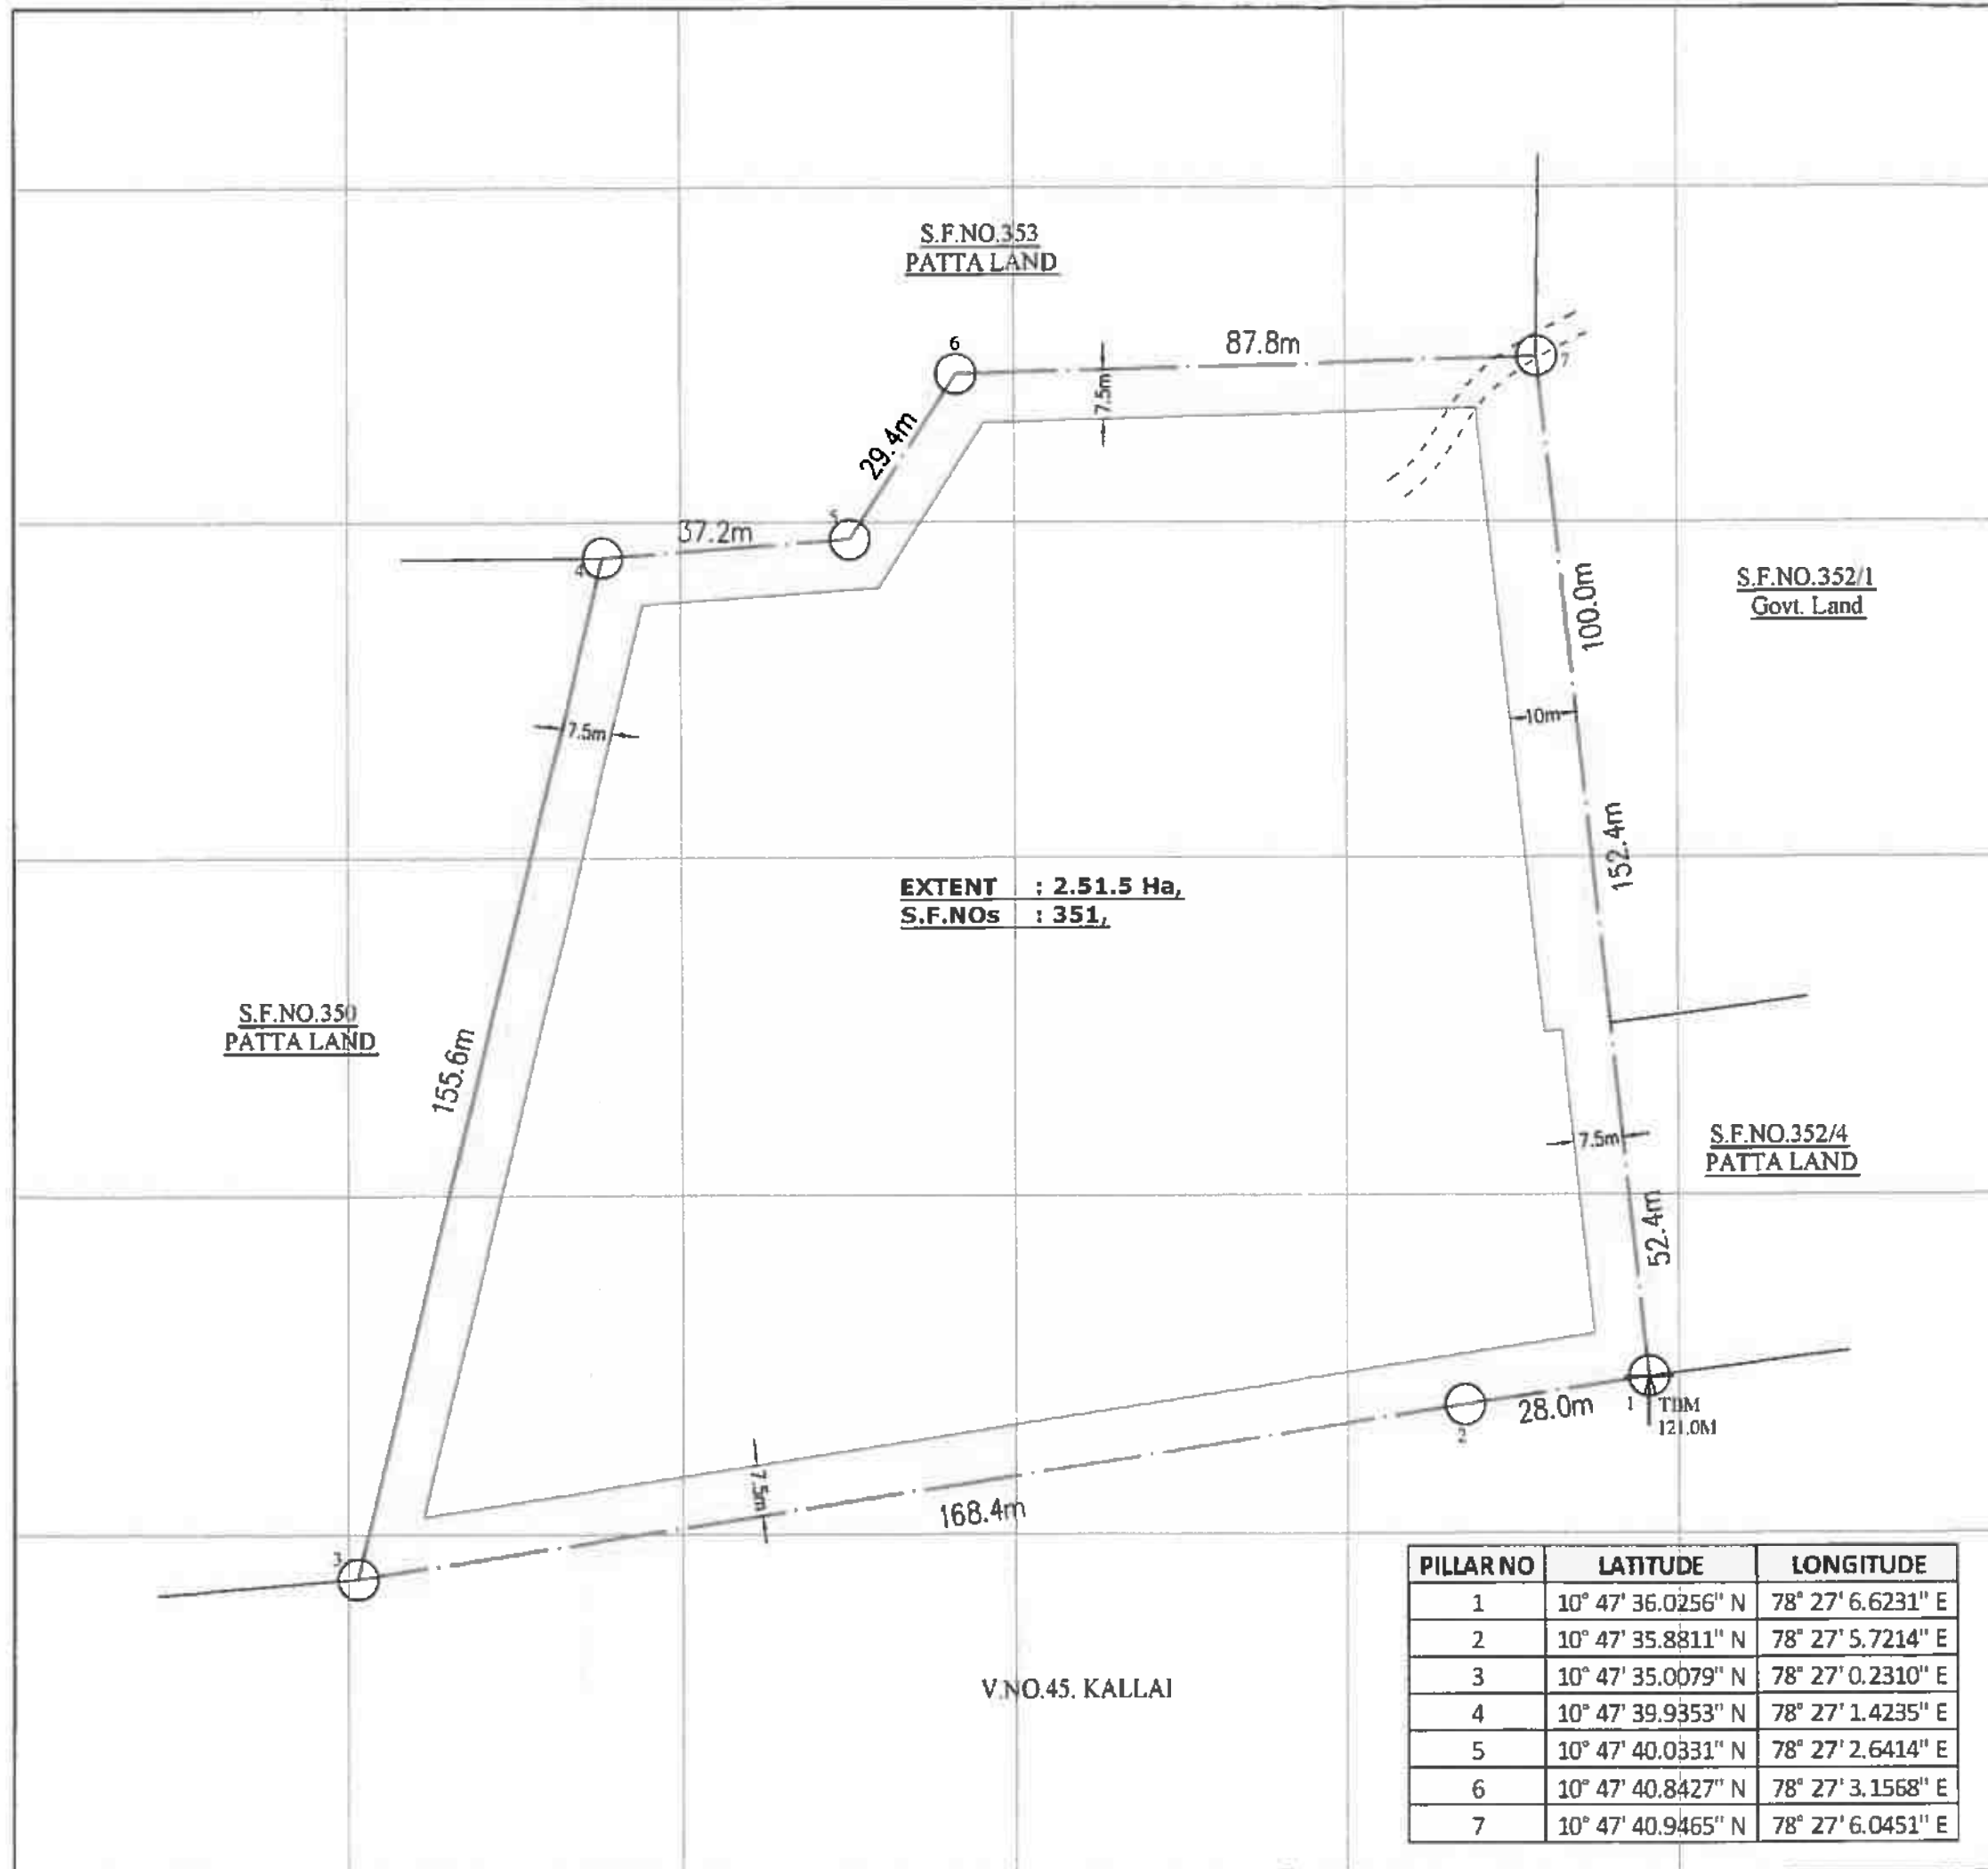 S.F.NO.353
PATTA LAND
6
87.8m
7
7.5m
29.4m
5
37.2m
4
100.0m
S.F.NO.352/1
Govt. Land
10m
7.5m
152.4m
EXTENT : 2.51.5 Ha,
S.F.NOs : 351,
S.F.NO.350
PATTA LAND
155.6m
7.5m
S.F.NO.352/4
PATTA LAND
52.4m
28.0m
1 TBM
121.0M
2
7.5m
168.4m
3
V.NO.45. KALLAI
PILLAR NO LATITUDE LONGITUDE
1 10° 47' 36.0256" N 78° 27' 6.6231" E
2 10° 47' 35.8811" N 78° 27' 5.7214" E
3 10° 47' 35.0079" N 78° 27' 0.2310" E
4 10° 47' 39.9353" N 78° 27' 1.4235" E
5 10° 47' 40.0331" N 78° 27' 2.6414" E
6 10° 47' 40.8427" N 78° 27' 3.1568" E
7 10° 47' 40.9465" N 78° 27' 6.0451" E